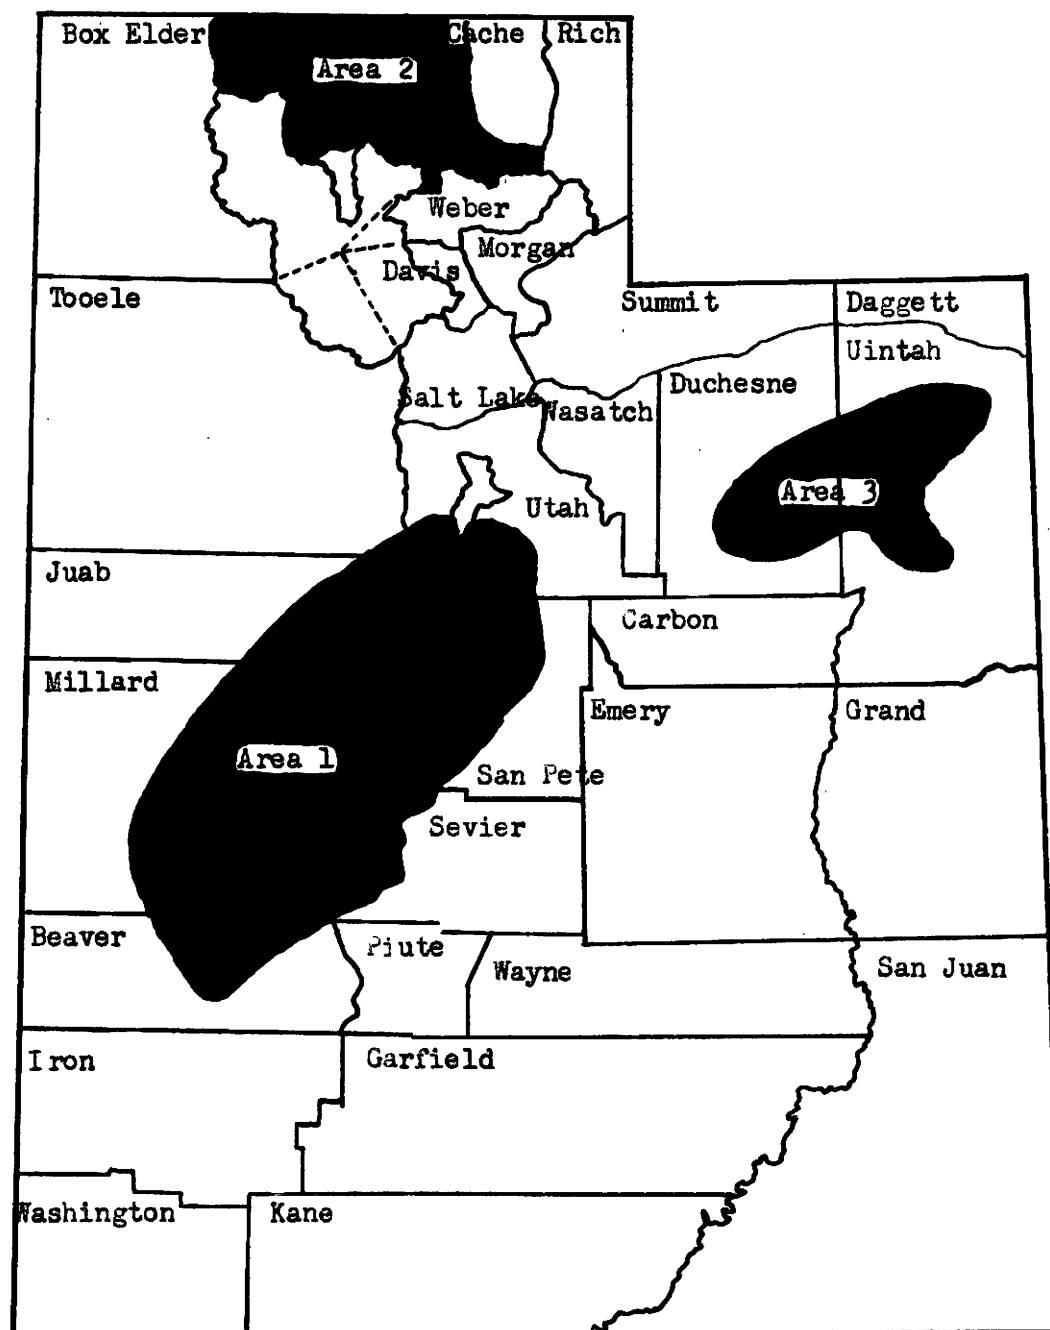 Box Elder
Cache
Rich
Area 2
Weber
Morgan
Davis
Tooele
Summit
Daggett
Uintah
Duchesne
Salt Lake
Wasatch
Area 3
Utah
Juab
Carbon
Millard
Emery
Grand
Area 1
San Pete
Sevier
Beaver
Piute
Wayne
San Juan
Iron
Garfield
Washington
Kane